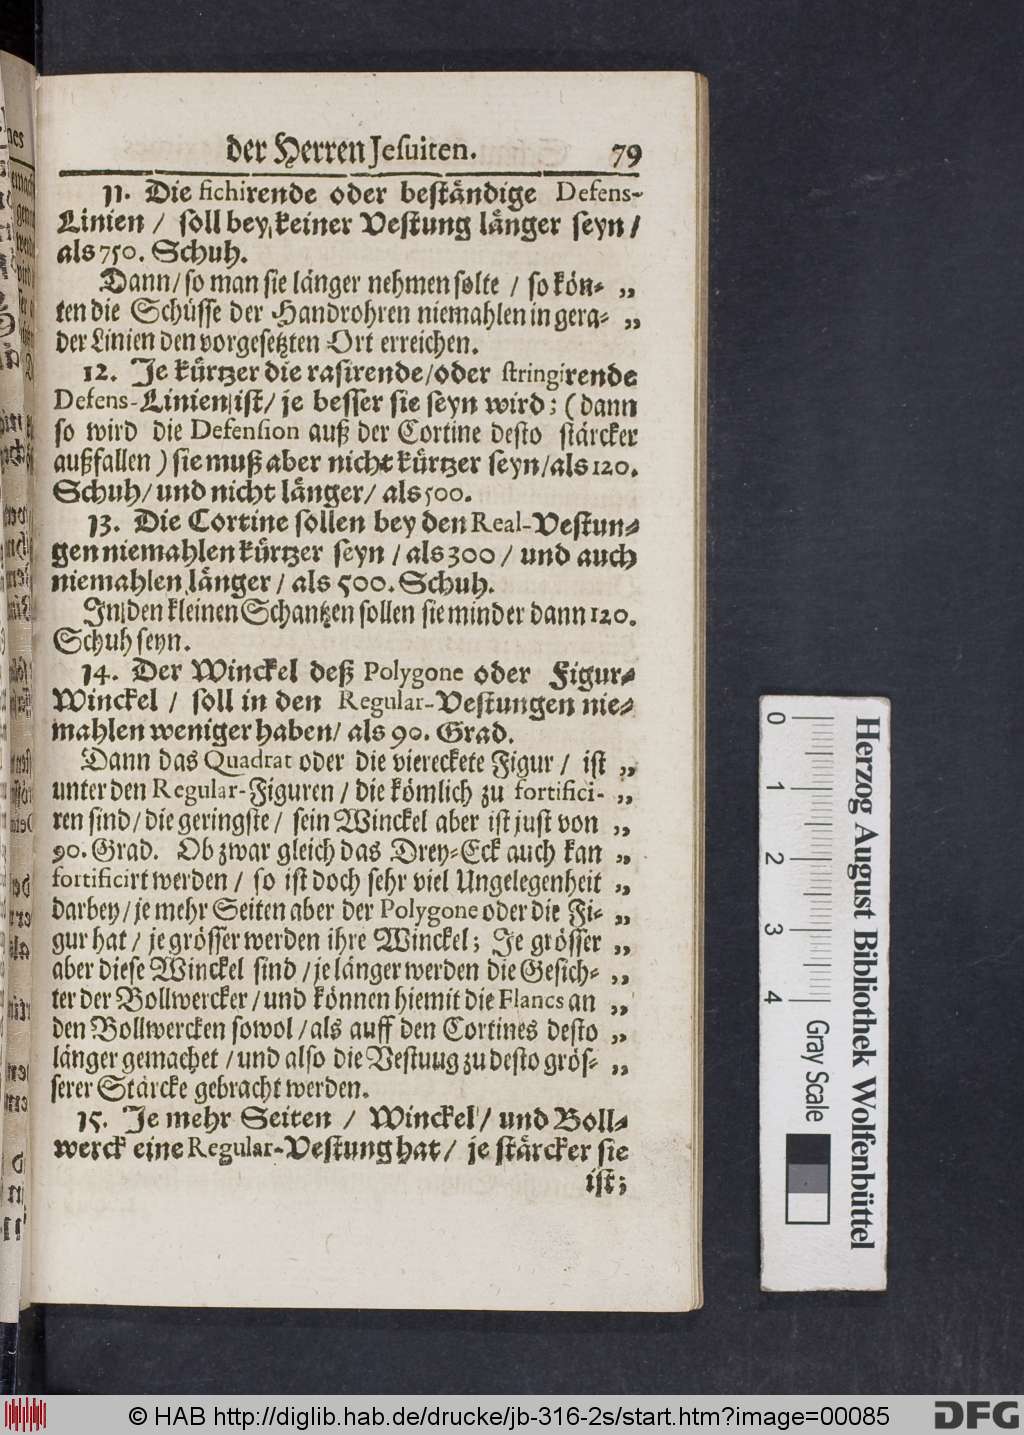 der Herren Jesuiten. 79
11. Die fichirende oder beständige Defens-
Linien / soll bey keiner Vestung länger seyn /
als 750. Schuh.
Dann / so man sie länger nehmen solte / so kön- „
ten die Schüsse der Handrohren niemahlen in gera- „
der Linien den vorgesetzten Ort erreichen.
12. Je kürtzer die rasirende / oder stringirende
Defens-Linien ist / je besser sie seyn wird; (dann
so wird die Defension auß der Cortine desto stärcker
außfallen ) sie muß aber nicht kürtzer seyn / als 120.
Schuh / und nicht länger / als 500.
13. Die Cortine sollen bey den Real-Vestun-
gen niemahlen kürtzer seyn / als 300 / und auch
niemahlen länger / als 500. Schuh.
In den kleinen Schantzen sollen sie minder dann 120.
Schuh seyn.
14. Der Winckel deß Polygone oder Figur-
Winckel / soll in den Regular-Vestungen nie-
mahlen weniger haben / als 90. Grad.
Dann das Quadrat oder die viereckete Figur / ist „
unter den Regular-Figuren / die kömlich zu fortifici- „
ren sind / die geringste / sein Winckel aber ist just von „
90. Grad. Ob zwar gleich das Drey-Eck auch kan „
fortificirt werden / so ist doch sehr viel Ungelegenheit „
darbey / je mehr Seiten aber der Polygone oder die Fi- „
gur hat / je grösser werden ihre Winckel; Je grösser „
aber diese Winckel sind / je länger werden die Gesich- „
ter der Bollwercker / und können hiemit die Flancs an „
den Bollwercken sowol / als auff den Cortines desto „
länger gemachet / und also die Vestuug zu desto grös- „
serer Stärcke gebracht werden.
15. Je mehr Seiten / Winckel / und Boll-
werck eine Regular-Vestung hat / je stärcker sie
ist;
Herzog August Bibliothek Wolfenbüttel
0 1 2 3 4
Gray Scale
© HAB http://diglib.hab.de/drucke/jb-316-2s/start.htm?image=00085
DFG